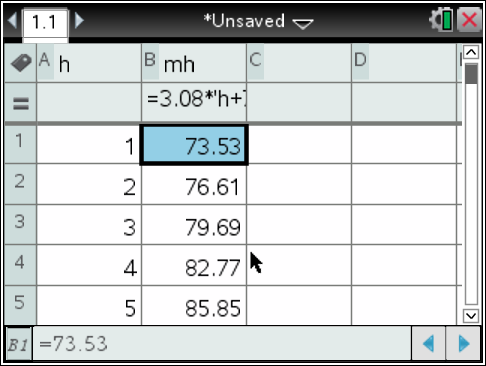 1.1 *Unsaved
A h B mh C D
= =3.08*'h+
1 1 73.53
2 2 76.61
3 3 79.69
4 4 82.77
5 5 85.85
B1 =73.53